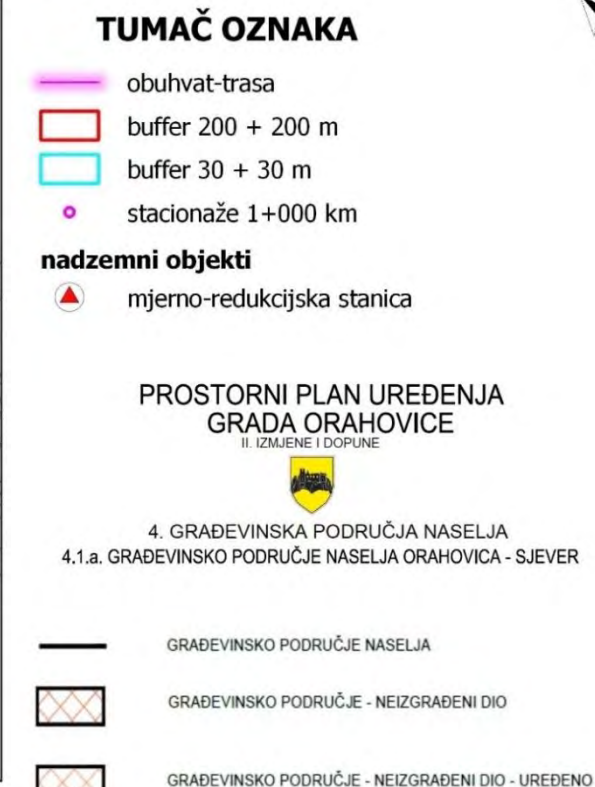 TUMAČ OZNAKA
obuhvat-trasa
buffer 200 + 200 m
buffer 30 + 30 m
stacionaže 1+000 km
nadzemni objekti
mjerno-redukcijska stanica
PROSTORNI PLAN UREĐENJA
GRADA ORAHOVICE
II. IZMJENE I DOPUNE
4. GRAĐEVINSKA PODRUČJA NASELJA
4.1.a. GRAĐEVINSKO PODRUČJE NASELJA ORAHOVICA - SJEVER
GRAĐEVINSKO PODRUČJE NASELJA
GRAĐEVINSKO PODRUČJE - NEIZGRAĐENI DIO
GRAĐEVINSKO PODRUČJE - NEIZGRAĐENI DIO - UREĐENO